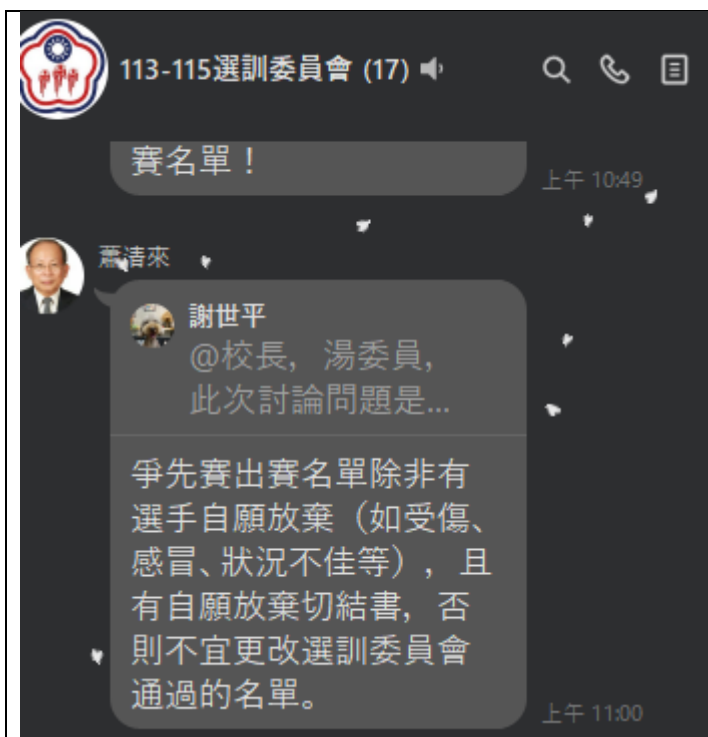 113-115選訓委員會 (17)
賽名單！
上午 10:49
蕭清來
謝世平
@校長，湯委員，
此次討論問題是...
爭先賽出賽名單除非有
選手自願放棄（如受傷、
感冒、狀況不佳等），且
有自願放棄切結書，否
則不宜更改選訓委員會
通過的名單。
上午 11:00